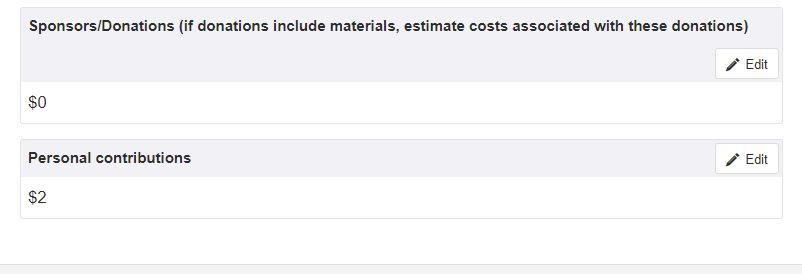 Sponsors/Donations (if donations include materials, estimate costs associated with these donations)
Edit
$0
Personal contributions
Edit
$2